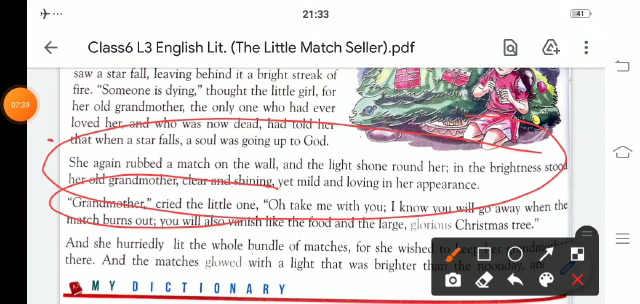 21:33
41
Class6 L3 English Lit. (The Little Match Seller).pdf
07:39
saw a star fall, leaving behind it a bright streak of
fire. "Someone is dying," thought the little girl, for
her old grandmother, the only one who had ever
loved her, and who was now dead, had told her
that when a star falls, a soul was going up to God.
She again rubbed a match on the wall, and the light shone round her; in the brightness stood
her old grandmother, clear and shining, yet mild and loving in her appearance.
"Grandmother," cried the little one, "Oh take me with you; I know you will go away when the
match burns out; you will also vanish like the food and the large, glorious Christmas tree."
And she hurriedly lit the whole bundle of matches, for she wished to keep her grandmother
there. And the matches glowed with a light that was brighter than the noonday, and
MY DICTIONARY